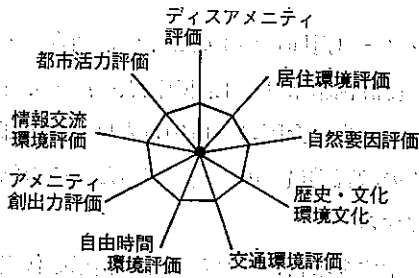 ディスアメニティ
評価
都市活力評価
居住環境評価
情報交流
環境評価
自然要因評価
アメニティ
創出力評価
歴史・文化
環境文化
自由時間
環境評価
交通環境評価